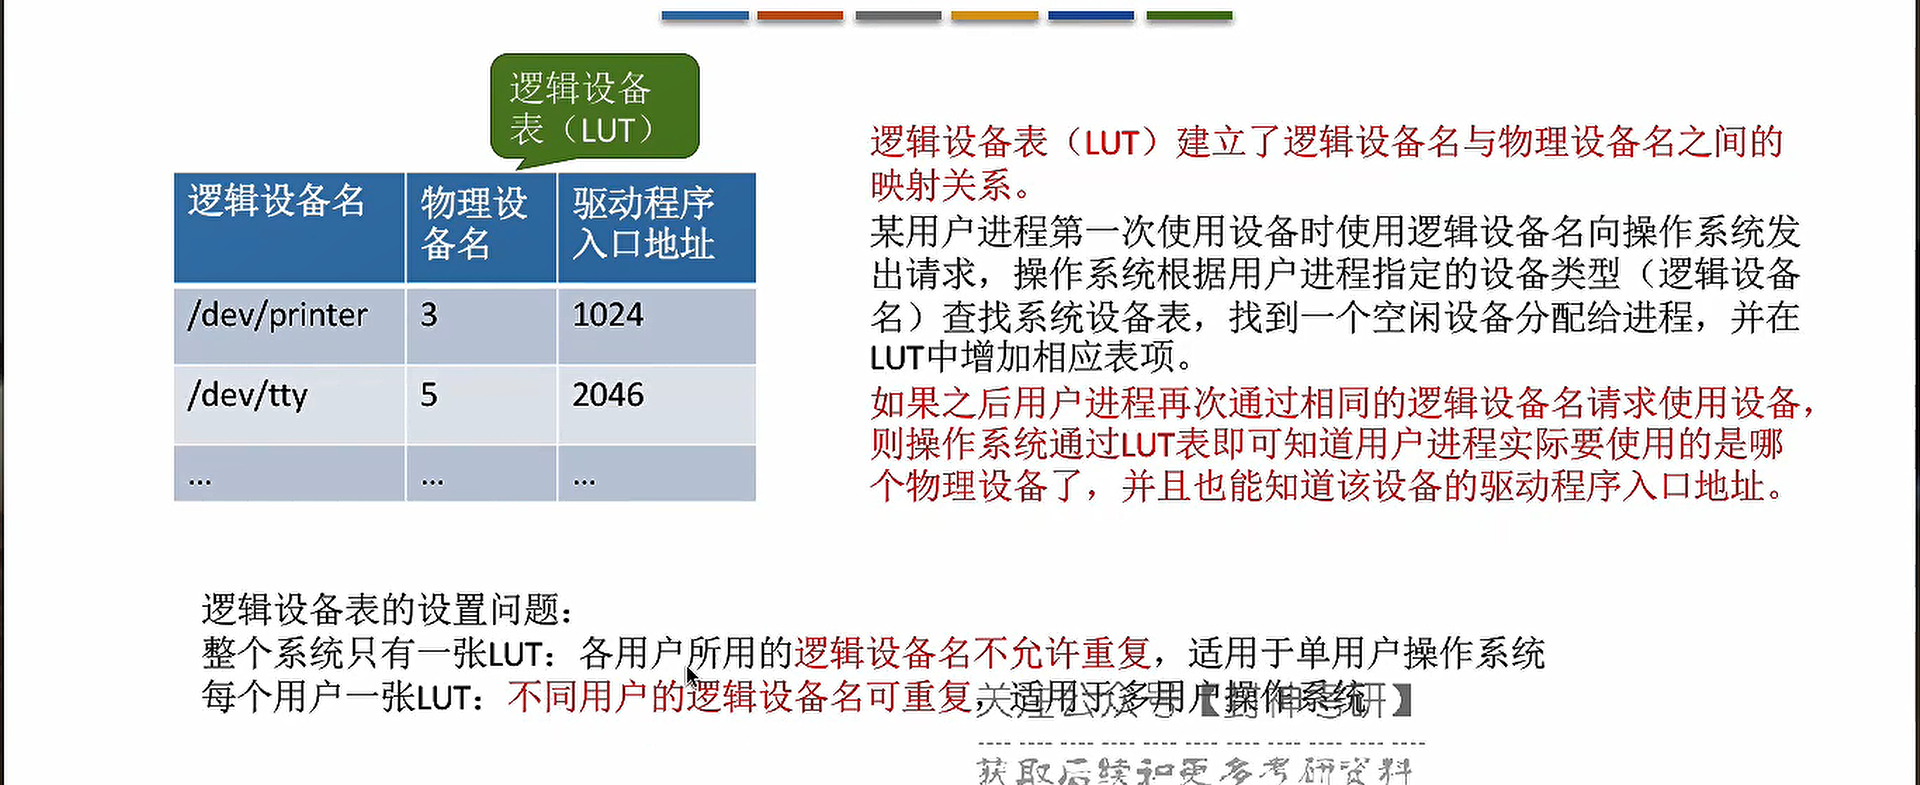 逻辑设备
表（LUT）
逻辑设备名
物理设
备名
驱动程序
入口地址
/dev/printer
3
1024
/dev/tty
5
2046
...
...
...
逻辑设备表（LUT）建立了逻辑设备名与物理设备名之间的
映射关系。
某用户进程第一次使用设备时使用逻辑设备名向操作系统发
出请求，操作系统根据用户进程指定的设备类型（逻辑设备
名）查找系统设备表，找到一个空闲设备分配给进程，并在
LUT中增加相应表项。
如果之后用户进程再次通过相同的逻辑设备名请求使用设备，
则操作系统通过LUT表即可知道用户进程实际要使用的是哪
个物理设备了，并且也能知道该设备的驱动程序入口地址。
逻辑设备表的设置问题：
整个系统只有一张LUT：各用户所用的逻辑设备名不允许重复，适用于单用户操作系统
每个用户一张LUT：不同用户的逻辑设备名可重复，适用于多用户操作系统
关注公众号【封神考研】
获取后续和更多考研资料